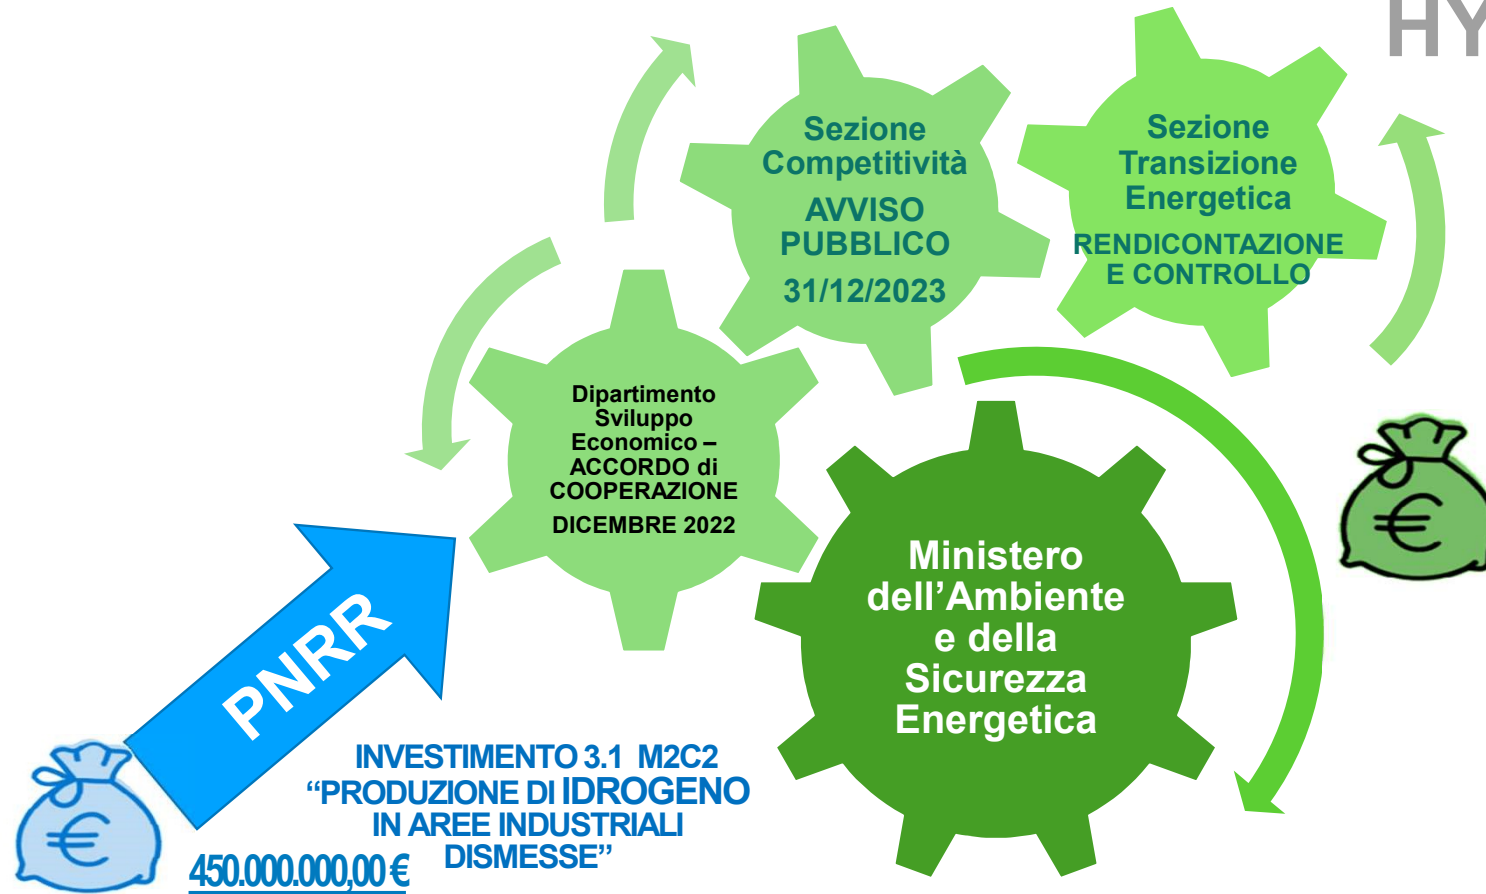 HY
Sezione
Competitività
AVVISO
PUBBLICO
31/12/2023
Sezione
Transizione
Energetica
RENDICONTAZIONE
E CONTROLLO
Dipartimento
Sviluppo
Economico –
ACCORDO di
COOPERAZIONE
DICEMBRE 2022
Ministero
dell’Ambiente
e della
Sicurezza
Energetica
PNRR
INVESTIMENTO 3.1 M2C2
“PRODUZIONE DI IDROGENO
IN AREE INDUSTRIALI
DISMESSE”
450.000.000,00 €